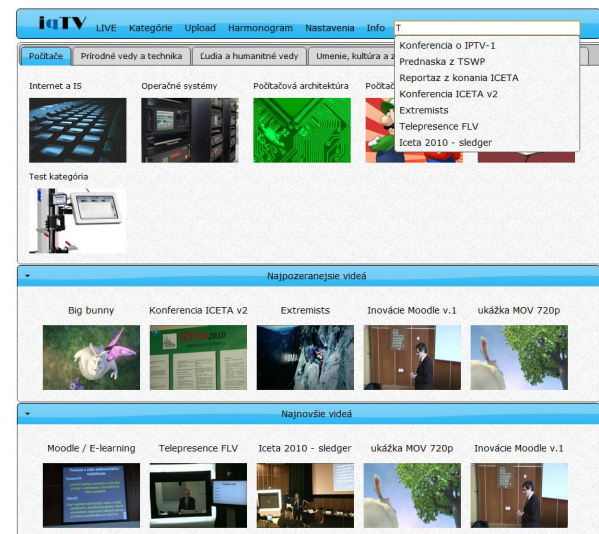 iqTV LIVE Kategórie Upload Harmonogram Nastavenia Info T
Konferencia o IPTV-1
Prednaska z TSWP
Reportaz z konania ICETA
Konferencia ICETA v2
Extremists
Telepresence FLV
Iceta 2010 - sledger
Počítače Prírodné vedy a technika Ľudia a humanitné vedy Umenie, kultúra a
Internet a IS Operačné systémy Počítačová architektúra
Test kategória
Najpozeranejsie videá
Big bunny Konferencia ICETA v2 Extremists Inovácie Moodle v.1 ukážka MOV 720p
ICETA 2010
Najnovšie videá
Moodle / E-learning Telepresence FLV Iceta 2010 - sledger ukážka MOV 720p Inovácie Moodle v.1